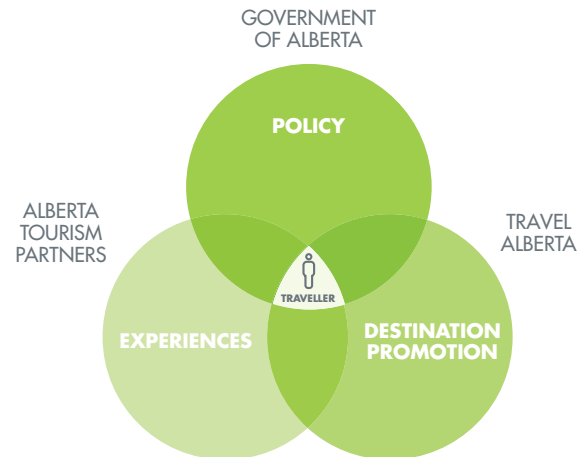 GOVERNMENT
OF ALBERTA
POLICY
ALBERTA
TOURISM
PARTNERS
TRAVEL
ALBERTA
TRAVELLER
EXPERIENCES
DESTINATION
PROMOTION